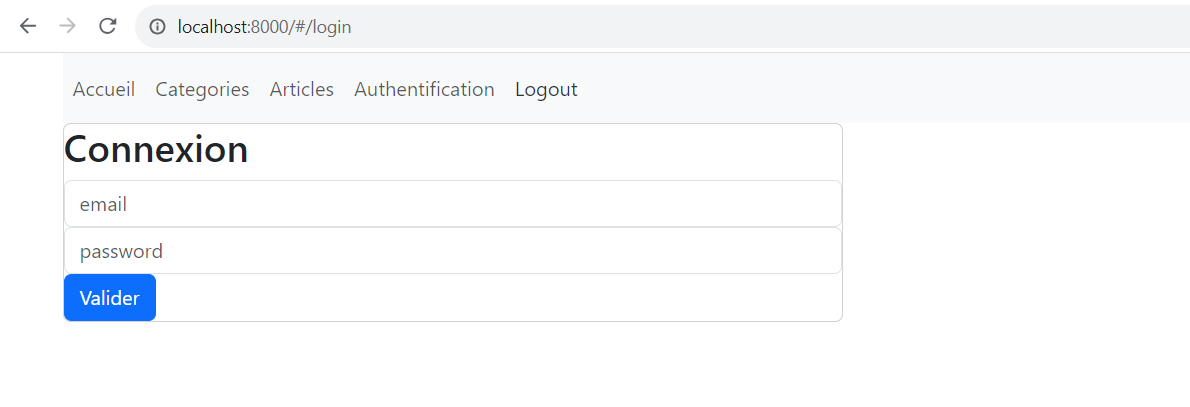 localhost:8000/#/login
Accueil Categories Articles Authentification Logout
Connexion
email
password
Valider